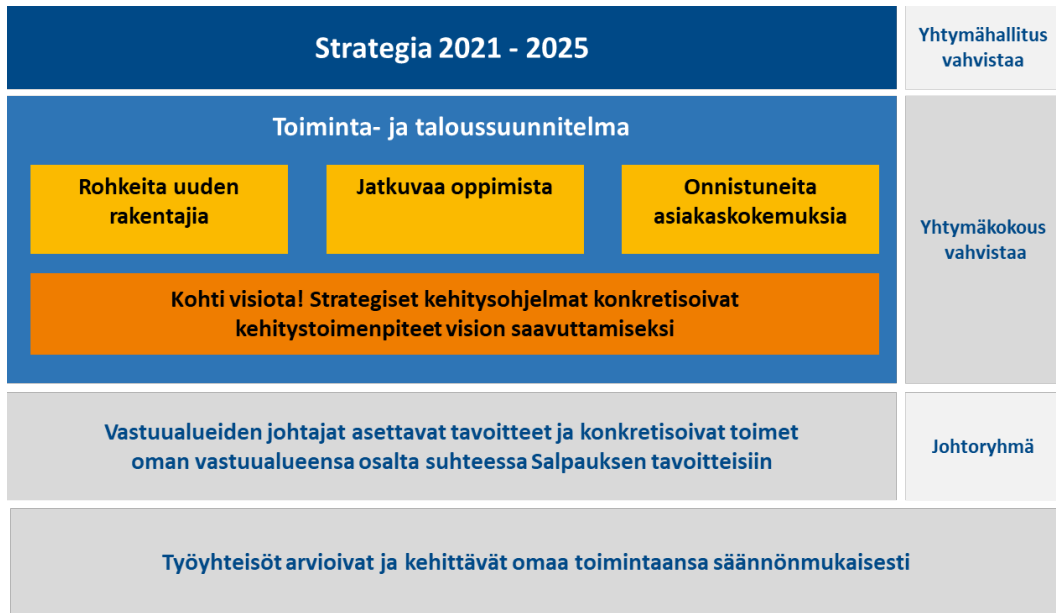 Strategia 2021 - 2025
Yhtymähallitus
vahvistaa
Toiminta- ja taloussuunnitelma
Rohkeita uuden
rakentajia
Jatkuvaa oppimista
Onnistuneita
asiakaskokemuksia
Kohti visiota! Strategiset kehitysohjelmat konkretisoivat
kehitystoimenpiteet vision saavuttamiseksi
Yhtymäkokous
vahvistaa
Vastuualueiden johtajat asettavat tavoitteet ja konkretisoivat toimet
oman vastuualueensa osalta suhteessa Salpauksen tavoitteisiin
Johtoryhmä
Työyhteisöt arvioivat ja kehittävät omaa toimintaansa säännönmukaisesti